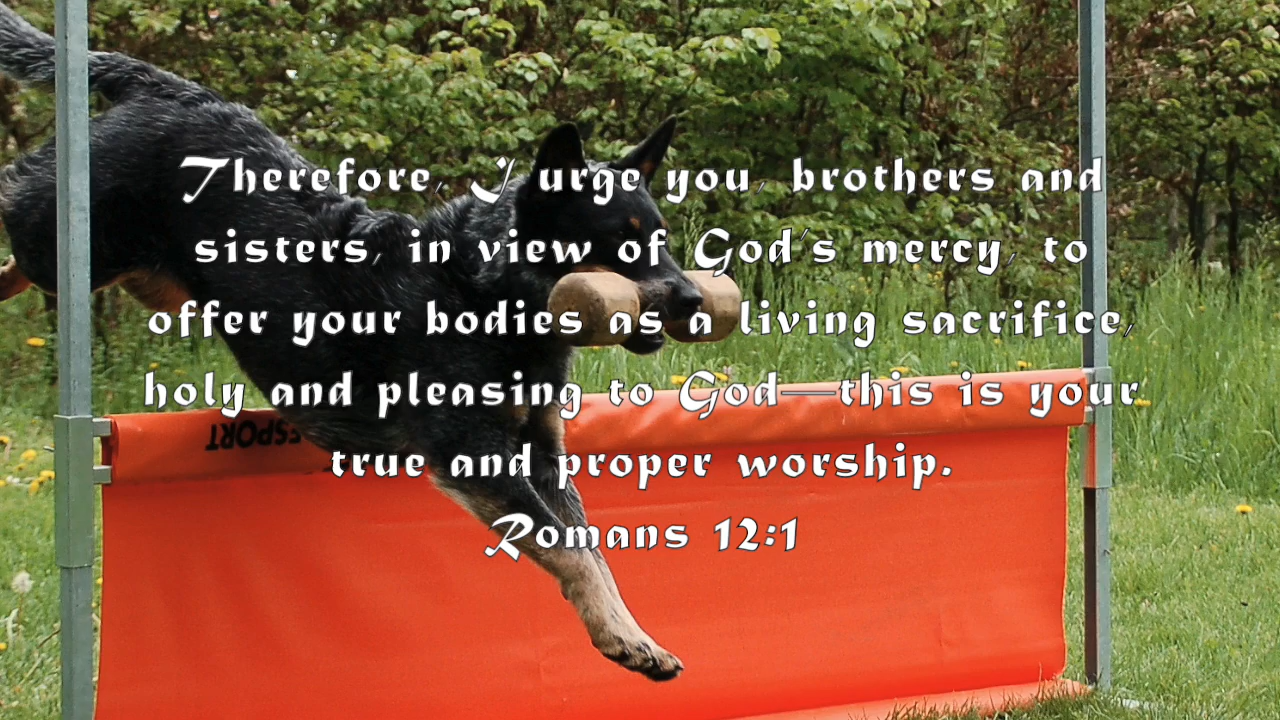 Therefore, I urge you, brothers and
sisters, in view of God's mercy, to
offer your bodies as a living sacrifice,
holy and pleasing to God—this is your
true and proper worship.
Romans 12:1